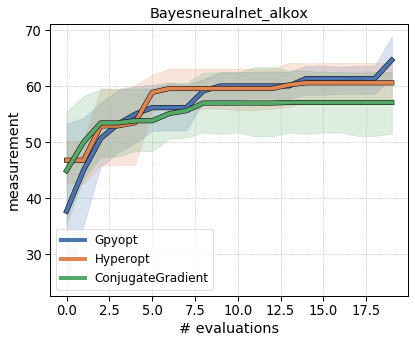 Bayesneuralnet_alkox
70
60
50
40
30
measurement
Gpyopt
Hyperopt
ConjugateGradient
0.0 2.5 5.0 7.5 10.0 12.5 15.0 17.5
# evaluations